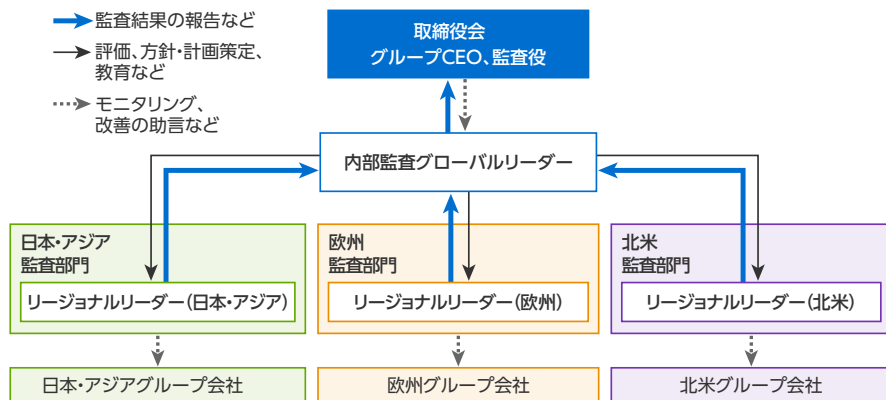 監査結果の報告など
評価、方針・計画策定、
教育など
モニタリング、
改善の助言など
取締役会
グループCEO、監査役
内部監査グローバルリーダー
日本・アジア
監査部門
リージョナルリーダー(日本・アジア)
欧州
監査部門
リージョナルリーダー(欧州)
北米
監査部門
リージョナルリーダー(北米)
日本・アジアグループ会社
欧州グループ会社
北米グループ会社